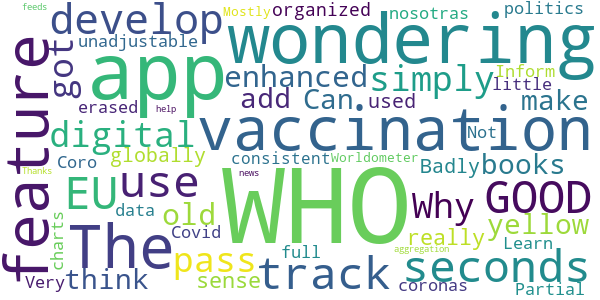 feeds
Mostly organized nosotras politics
develop wondering
unadjustable
got
app enhanced simply Inform
feature
erased add Can used little make
digital vaccination
Not
Coro globally consistent Worldometer Badly books
help
EU use WHO Why GOOD
Thanks news
data old yellow
charts The Covid really Learn
pass sense full track seconds
aggregation
Very think coronas Partial